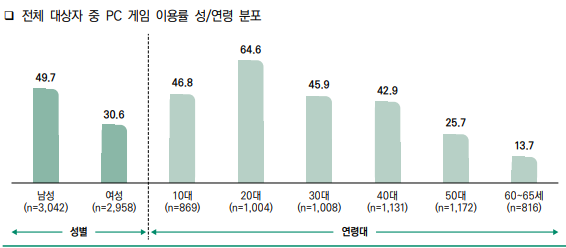 ❑ 전체 대상자 중 PC 게임 이용률 성/연령 분포
49.7
30.6
46.8
64.6
45.9
42.9
25.7
13.7
남성 여성 10대 20대 30대 40대 50대 60~65세
(n=3,042) (n=2,958) (n=869) (n=1,004) (n=1,008) (n=1,131) (n=1,172) (n=816)
성별 연령대